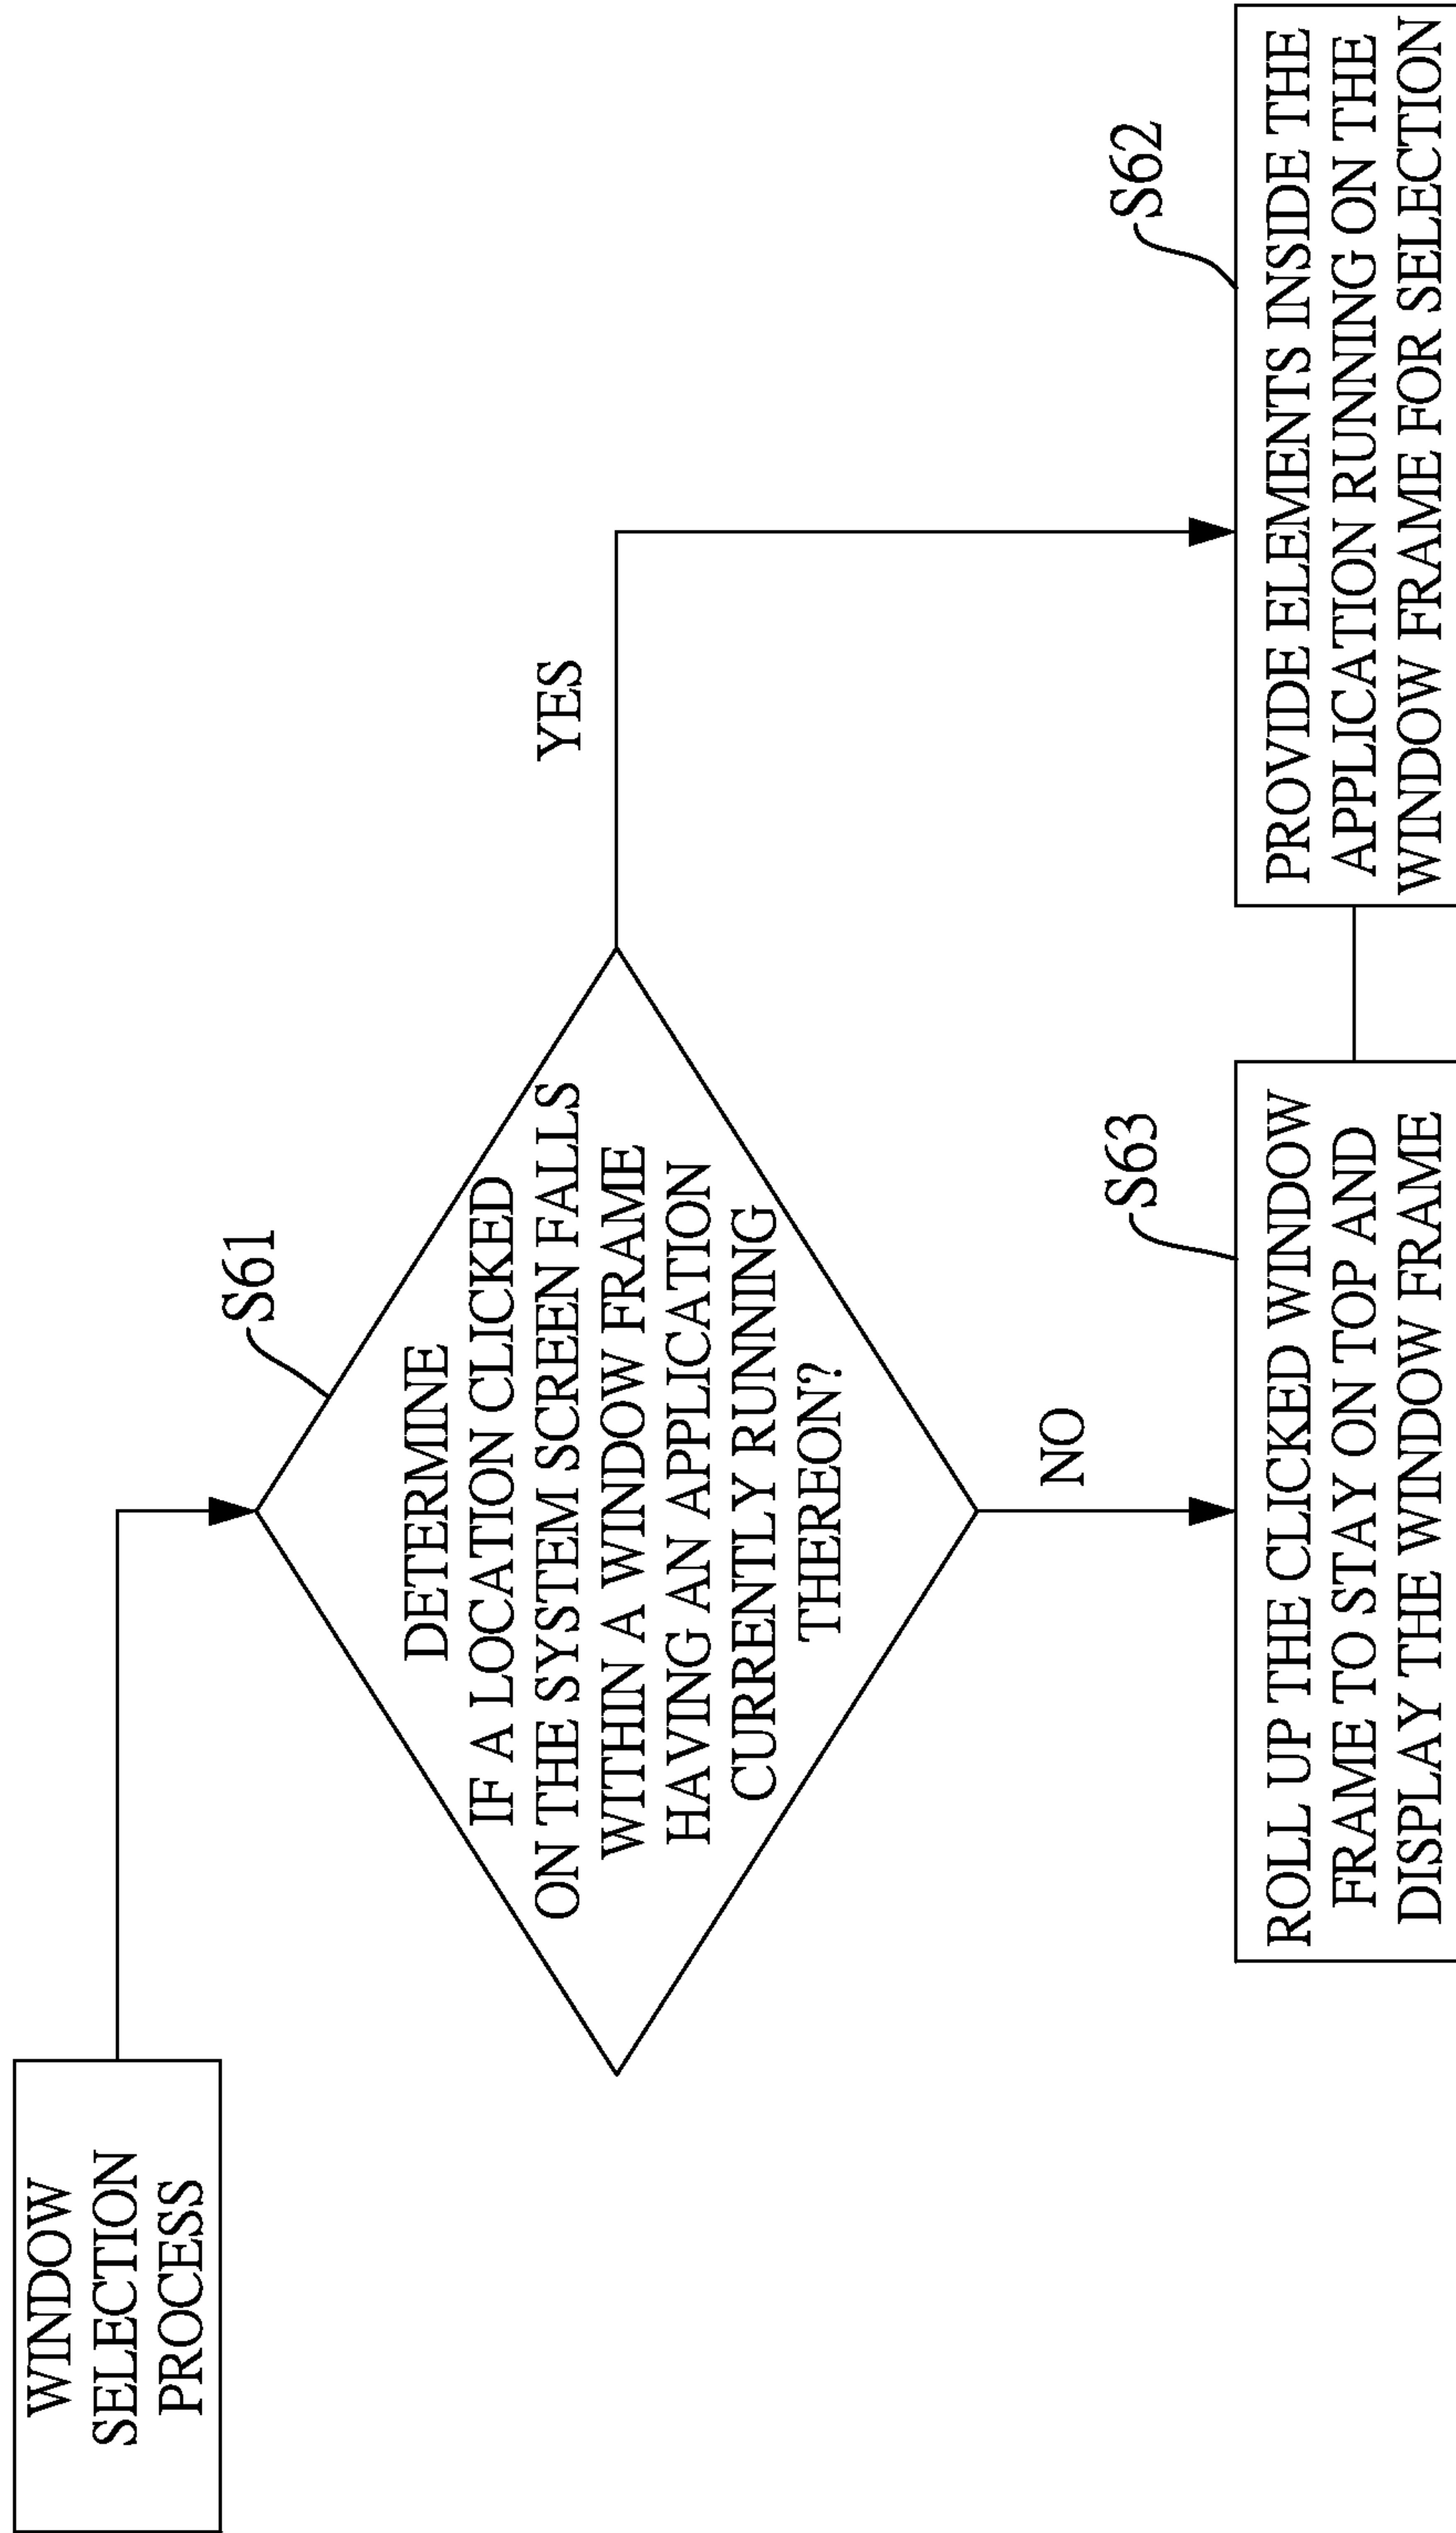 WINDOW
SELECTION
PROCESS
S61
DETERMINE
IF A LOCATION CLICKED
ON THE SYSTEM SCREEN FALLS
WITHIN A WINDOW FRAME
HAVING AN APPLICATION
CURRENTLY RUNNING
THEREON?
YES
NO
S63
ROLL UP THE CLICKED WINDOW
FRAME TO STAY ON TOP AND
DISPLAY THE WINDOW FRAME
S62
PROVIDE ELEMENTS INSIDE THE
APPLICATION RUNNING ON THE
WINDOW FRAME FOR SELECTION